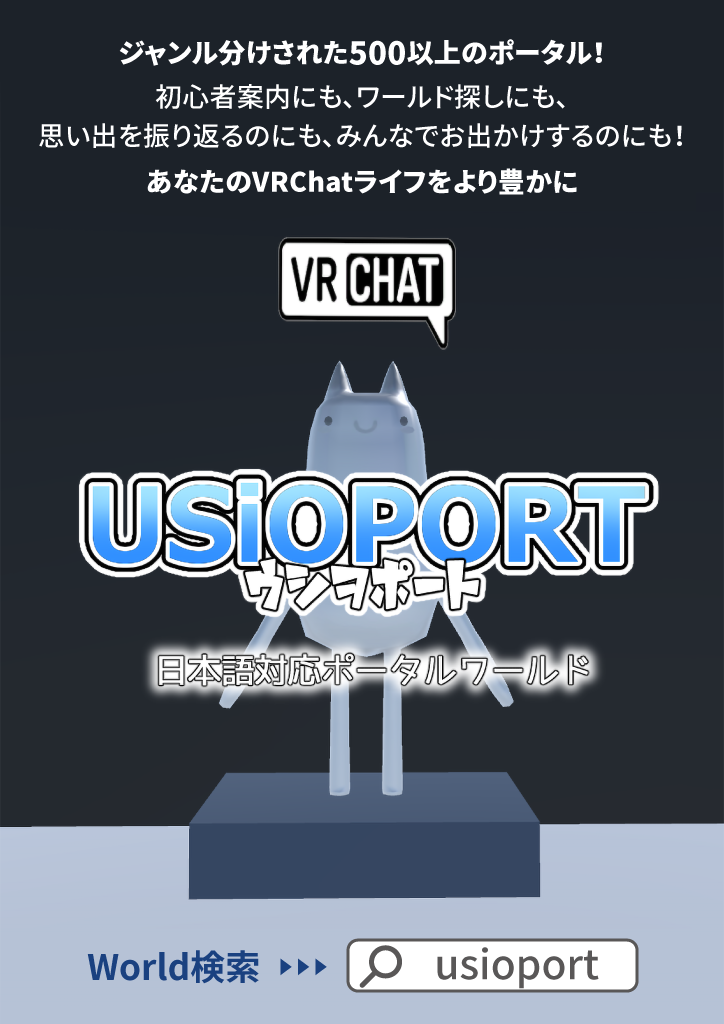 ジャンル分けされた500以上のポータル！
初心者案内にも、ワールド探しにも、
思い出を振り返るのにも、みんなでお出かけするのにも！
あなたのVRChatライフをより豊かに
VRCHAT
USiOPORT
ウシヲポート
日本語対応ポータルワールド
World検索 ▶▶▶ usioport